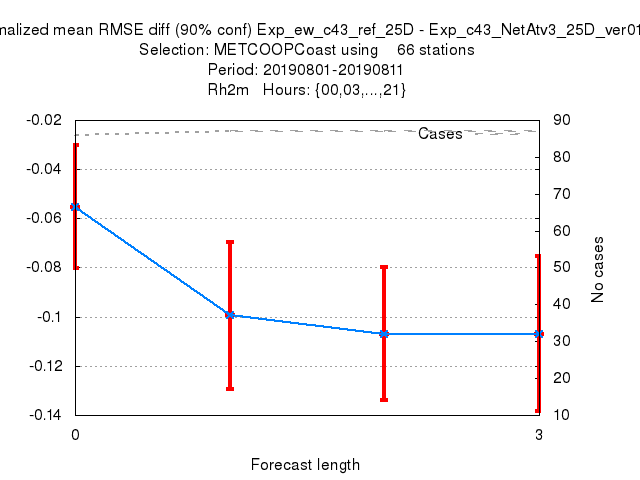 malized mean RMSE diff (90% conf) Exp_ew_c43_ref_25D - Exp_c43_NetAtv3_25D_ver01
Selection: METCOOPCoast using 66 stations
Period: 20190801-20190811
Rh2m Hours: {00,03,...,21}
-0.02
-0.04
-0.06
-0.08
-0.1
-0.12
-0.14
Cases
90
80
70
60
50
40
30
20
10
No cases
0
3
Forecast length